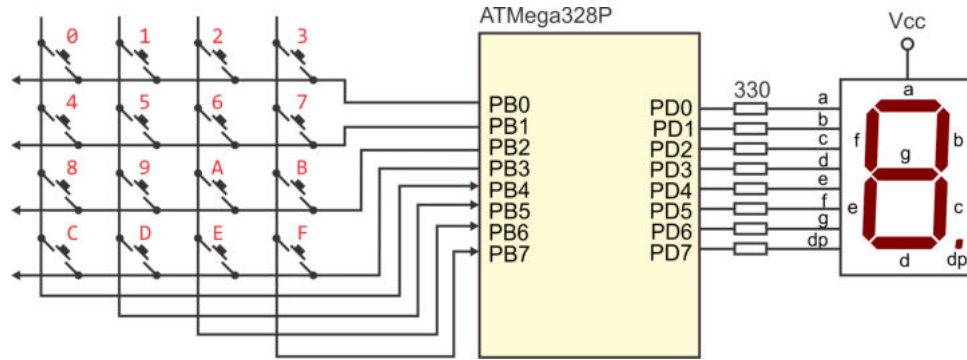 ATMega328P
Vcc
0 1 2 3
4 5 6 7
8 9 A B
C D E F
PB0
PB1
PB2
PB3
PB4
PB5
PB6
PB7
PD0
PD1
PD2
PD3
PD4
PD5
PD6
PD7
330
a
b
c
d
e
f
g
dp
a
f b
g
e c
d dp